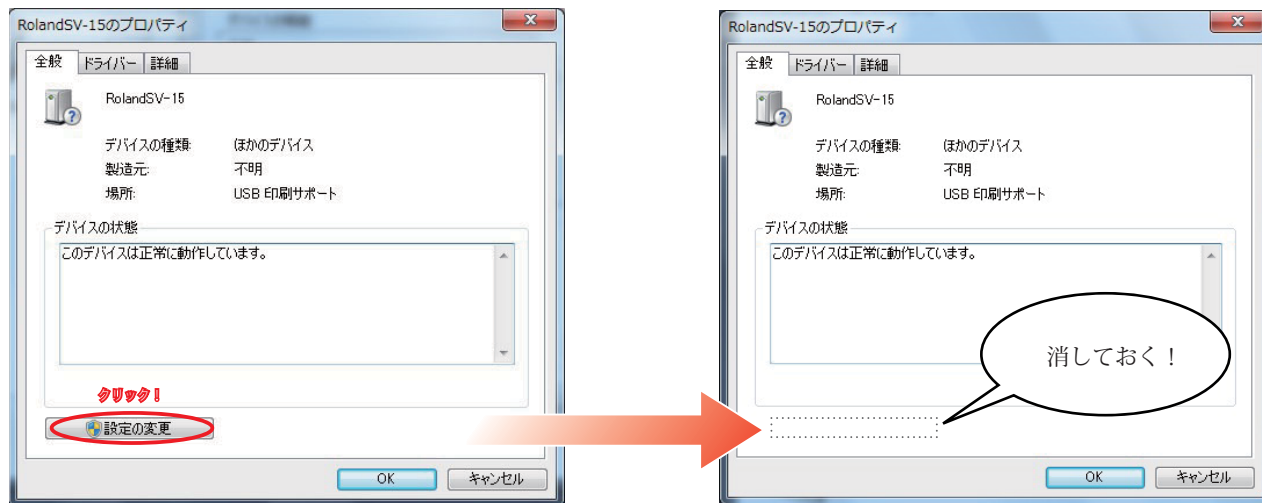 RolandSV-15のプロパティ
全般 ドライバー 詳細
RolandSV-15
デバイスの種類: ほかのデバイス
製造元: 不明
場所: USB 印刷サポート
デバイスの状態
このデバイスは正常に動作しています。
クリック！
設定の変更
OK キャンセル
RolandSV-15のプロパティ
全般 ドライバー 詳細
RolandSV-15
デバイスの種類: ほかのデバイス
製造元: 不明
場所: USB 印刷サポート
デバイスの状態
このデバイスは正常に動作しています。
消しておく！
OK キャンセル